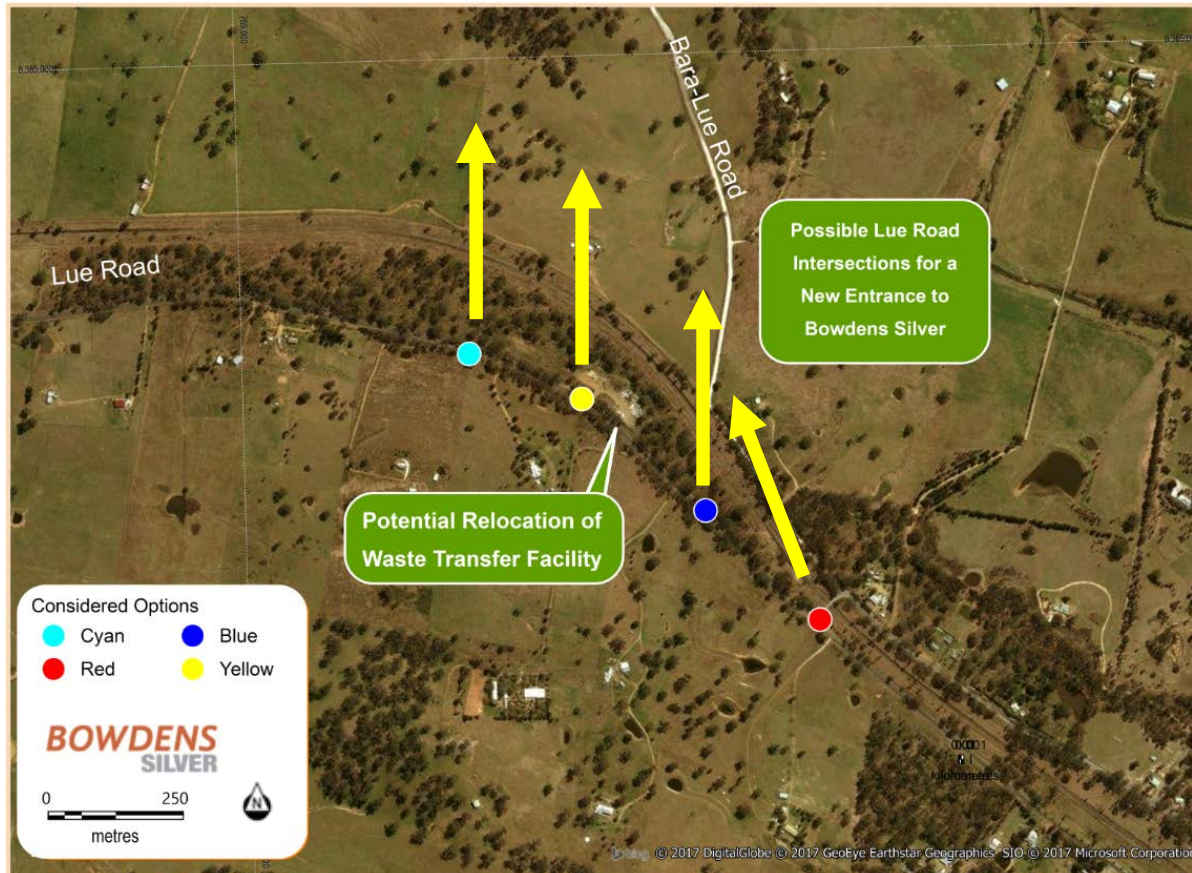 Bara-Lue Road
Lue Road
Possible Lue Road
Intersections for a
New Entrance to
Bowdens Silver
Potential Relocation of
Waste Transfer Facility
Considered Options
Cyan
Blue
Red
Yellow
BOWDENS
SILVER
0
250
metres
N
kilometetres
bing © 2017 DigitalGlobe © 2017 GeoEye Earthstar Geographics SIO © 2017 Microsoft Corporation